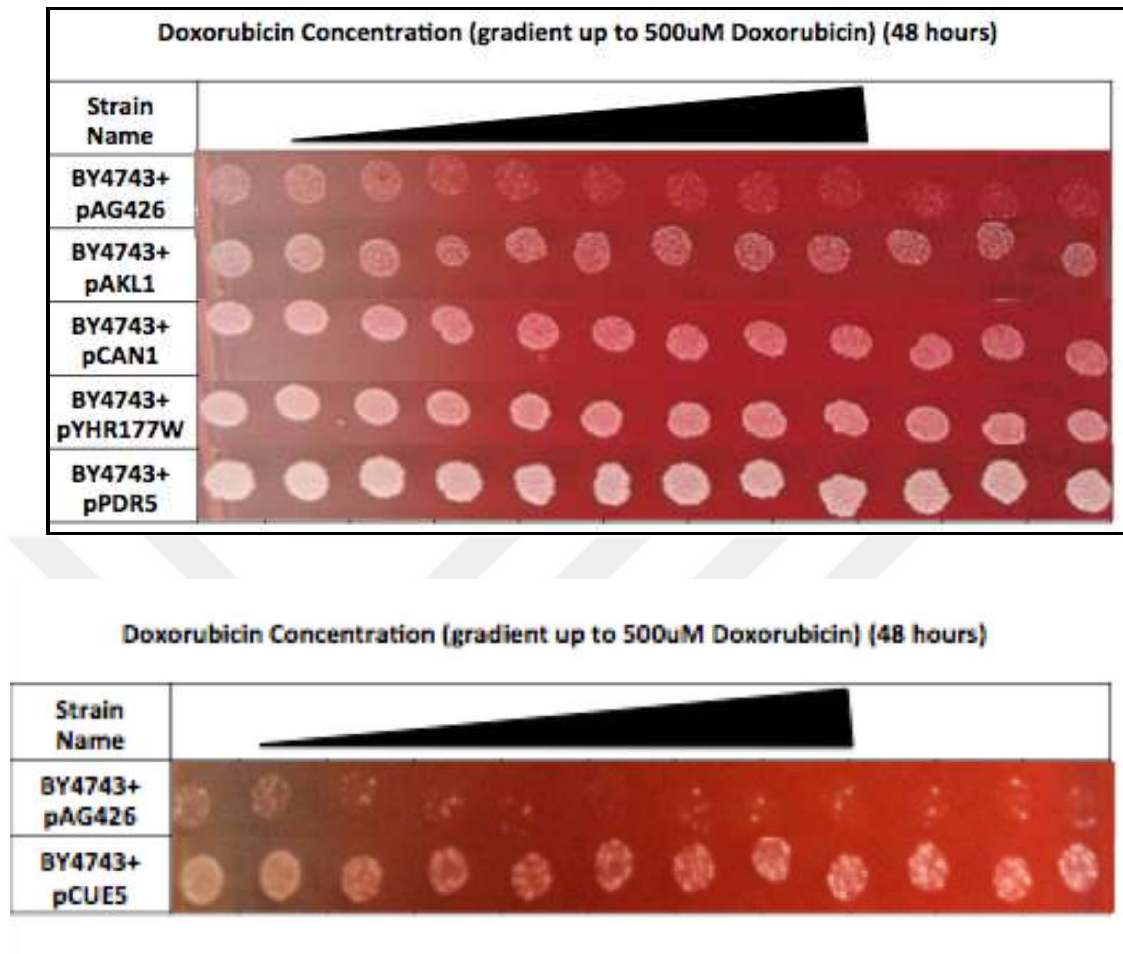 Doxorubicin Concentration (gradient up to 500uM Doxorubicin) (48 hours)
Strain
Name
BY4743+
pAG426
BY4743+
pAKL1
BY4743+
pCAN1
BY4743+
pYHR177W
BY4743+
pPDR5
Doxorubicin Concentration (gradient up to 500uM Doxorubicin) (48 hours)
Strain
Name
BY4743+
pAG426
BY4743+
pCUE5